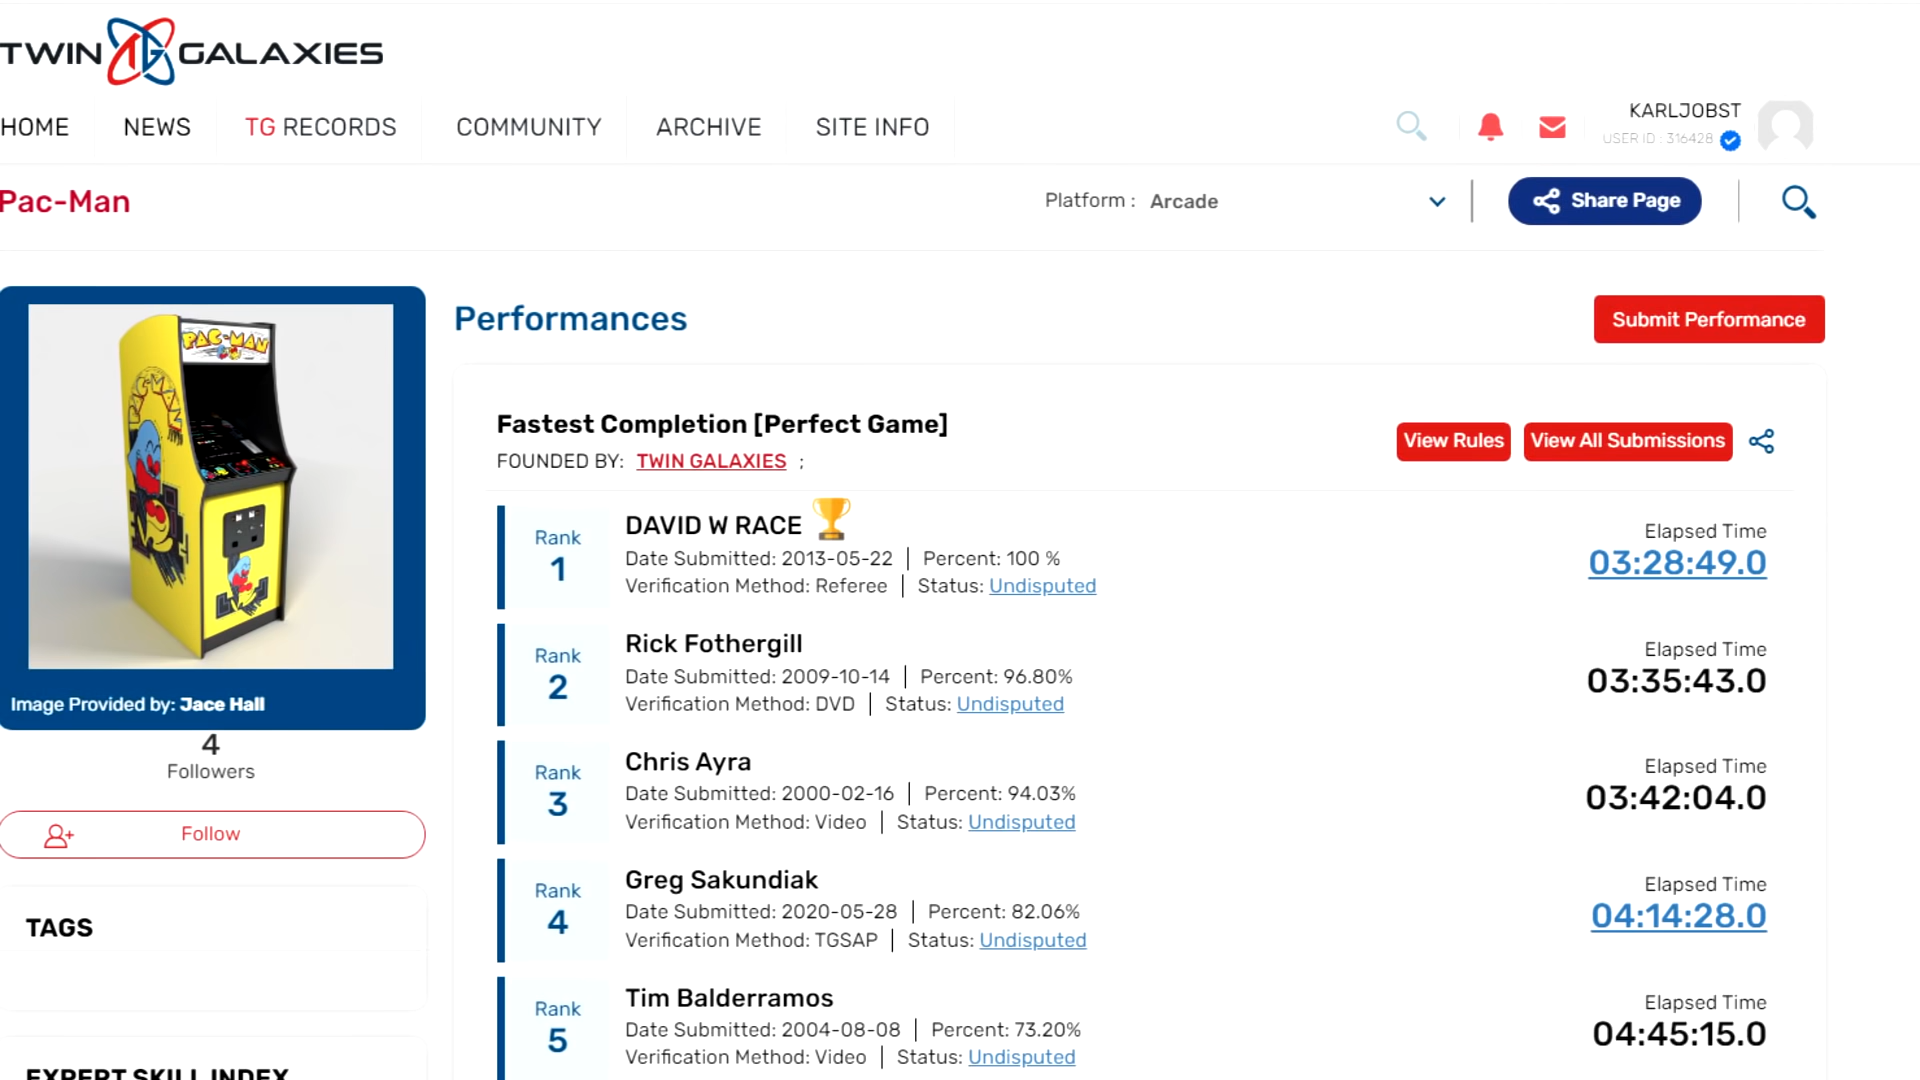 TWIN TG GALAXIES
HOME NEWS TG RECORDS COMMUNITY ARCHIVE SITE INFO
KARLJOBST
USER ID : 316428
Pac-Man
Platform : Arcade
Share Page
PAC-MAN
PAC-MAN
Image Provided by: Jace Hall
4
Followers
Follow
TAGS
EXPERT SKILL INDEX
Performances
Submit Performance
Fastest Completion [Perfect Game]
FOUNDED BY: TWIN GALAXIES ;
View Rules View All Submissions
Rank
1
DAVID W RACE
Date Submitted: 2013-05-22 | Percent: 100 %
Verification Method: Referee | Status: Undisputed
Elapsed Time
03:28:49.0
Rank
2
Rick Fothergill
Date Submitted: 2009-10-14 | Percent: 96.80%
Verification Method: DVD | Status: Undisputed
Elapsed Time
03:35:43.0
Rank
3
Chris Ayra
Date Submitted: 2000-02-16 | Percent: 94.03%
Verification Method: Video | Status: Undisputed
Elapsed Time
03:42:04.0
Rank
4
Greg Sakundiak
Date Submitted: 2020-05-28 | Percent: 82.06%
Verification Method: TGSAP | Status: Undisputed
Elapsed Time
04:14:28.0
Rank
5
Tim Balderramos
Date Submitted: 2004-08-08 | Percent: 73.20%
Verification Method: Video | Status: Undisputed
Elapsed Time
04:45:15.0